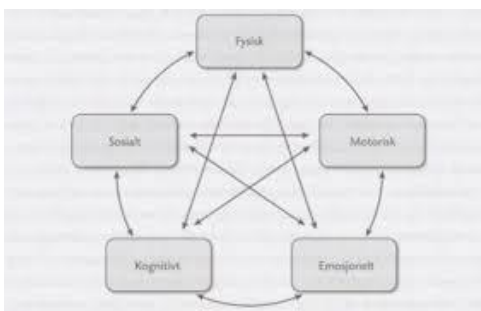 Fysisk
Sosialt
Motorisk
Kognitivt
Emosjonelt